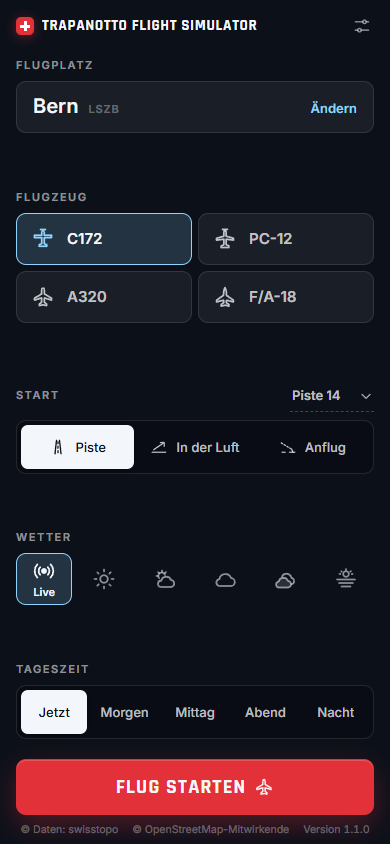 TRAPANOTTO FLIGHT SIMULATOR
FLUGPLATZ
Bern LSZB Ändern
FLUGZEUG
C172 PC-12
A320 F/A-18
START Piste 14
Piste In der Luft Anflug
WETTER
Live
TAGESZEIT
Jetzt Morgen Mittag Abend Nacht
FLUG STARTEN
© Daten: swisstopo © OpenStreetMap-Mitwirkende Version 1.1.0